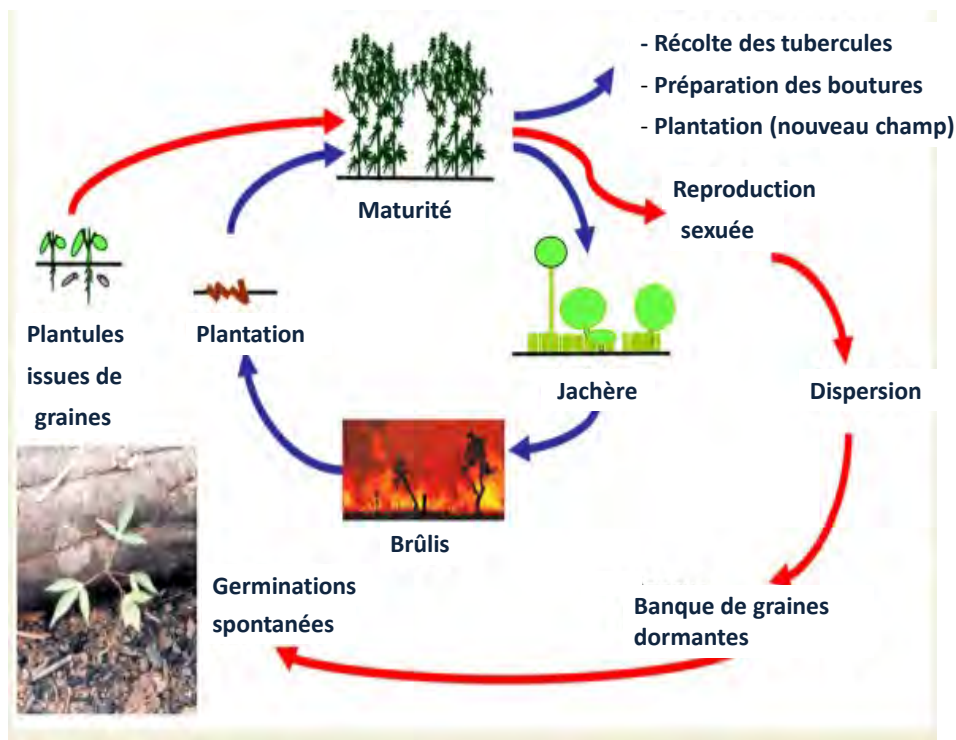 - Récolte des tubercules
- Préparation des boutures
- Plantation (nouveau champ)
Maturité
Reproduction
sexuée
Plantules
issues de
graines
Plantation
Jachère
Dispersion
Brûlis
Germinations
spontanées
Banque de graines
dormantes